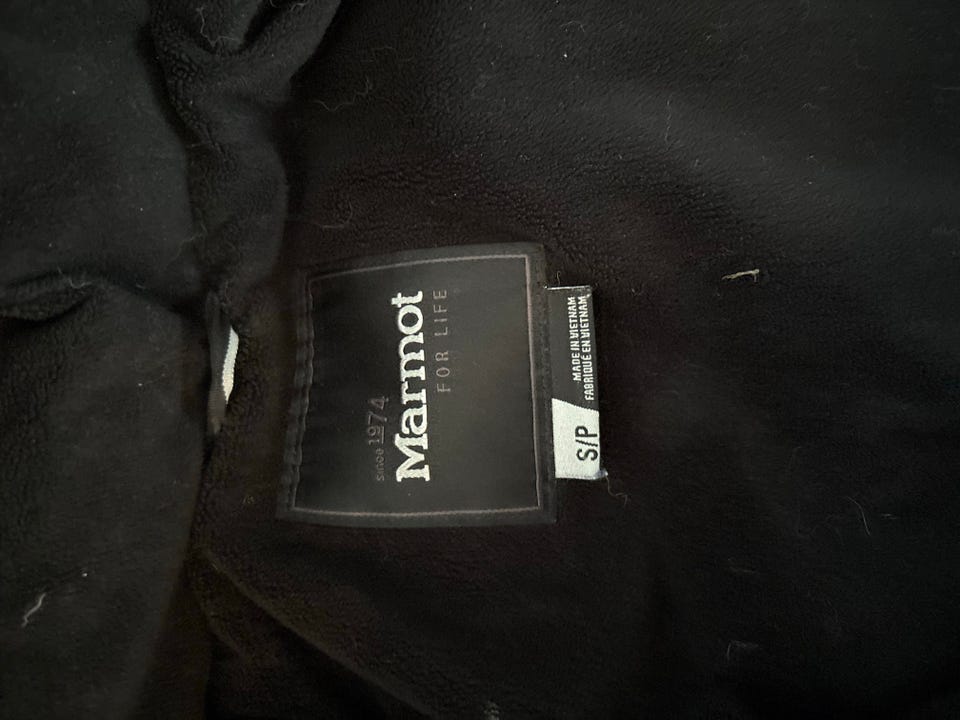 since 1974
Marmot
FOR LIFE
S/P
MADE IN VIETNAM
FABRIQUÉ EN VIETNAM